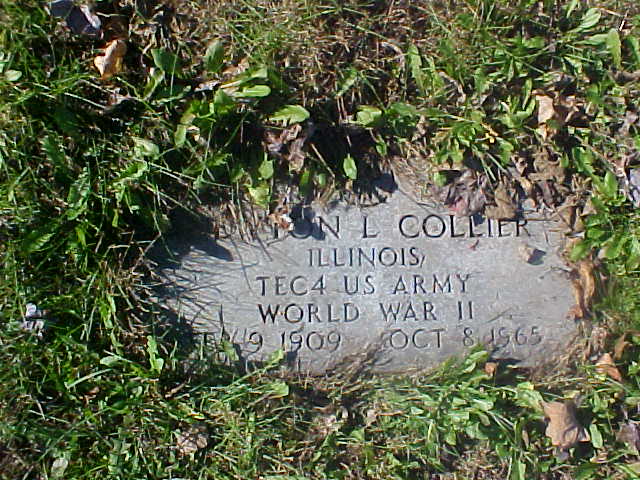 L COLLIER
ILLINOIS
TEC4 US ARMY
WORLD WAR II
9 1909 OCT 8 1965